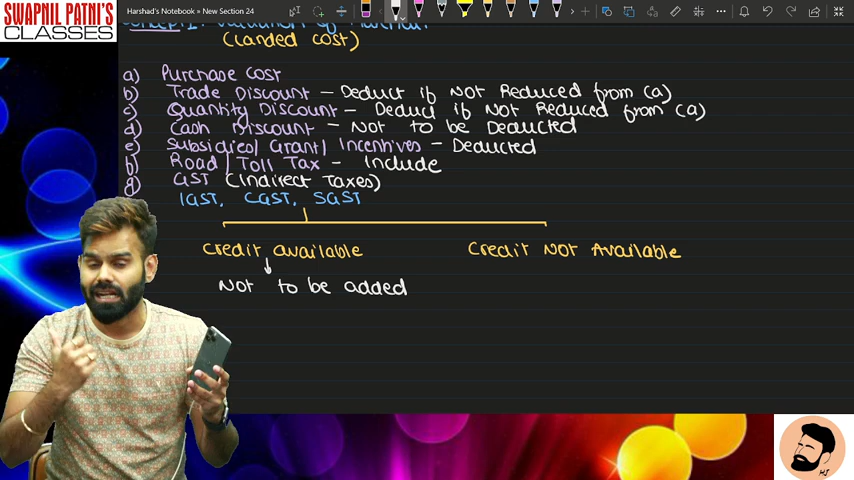 SWAPNIL PATNI'S
CLASSES
Harshad's Notebook » New Section 24
(Landed cost)
a) Purchase Cost
b) Trade Discount – Deduct if Not Reduced from (a)
c) Quantity Discount – Deduct if Not Reduced from (a)
d) Cash Discount – Not to be Deducted
e) Subsidies/ Grant/ Incentives – Deducted
Road / Toll Tax – Include
g) GST (Indirect Taxes)
IGST, CGST, SGST
Credit available Credit Not Available
Not to be added
HS